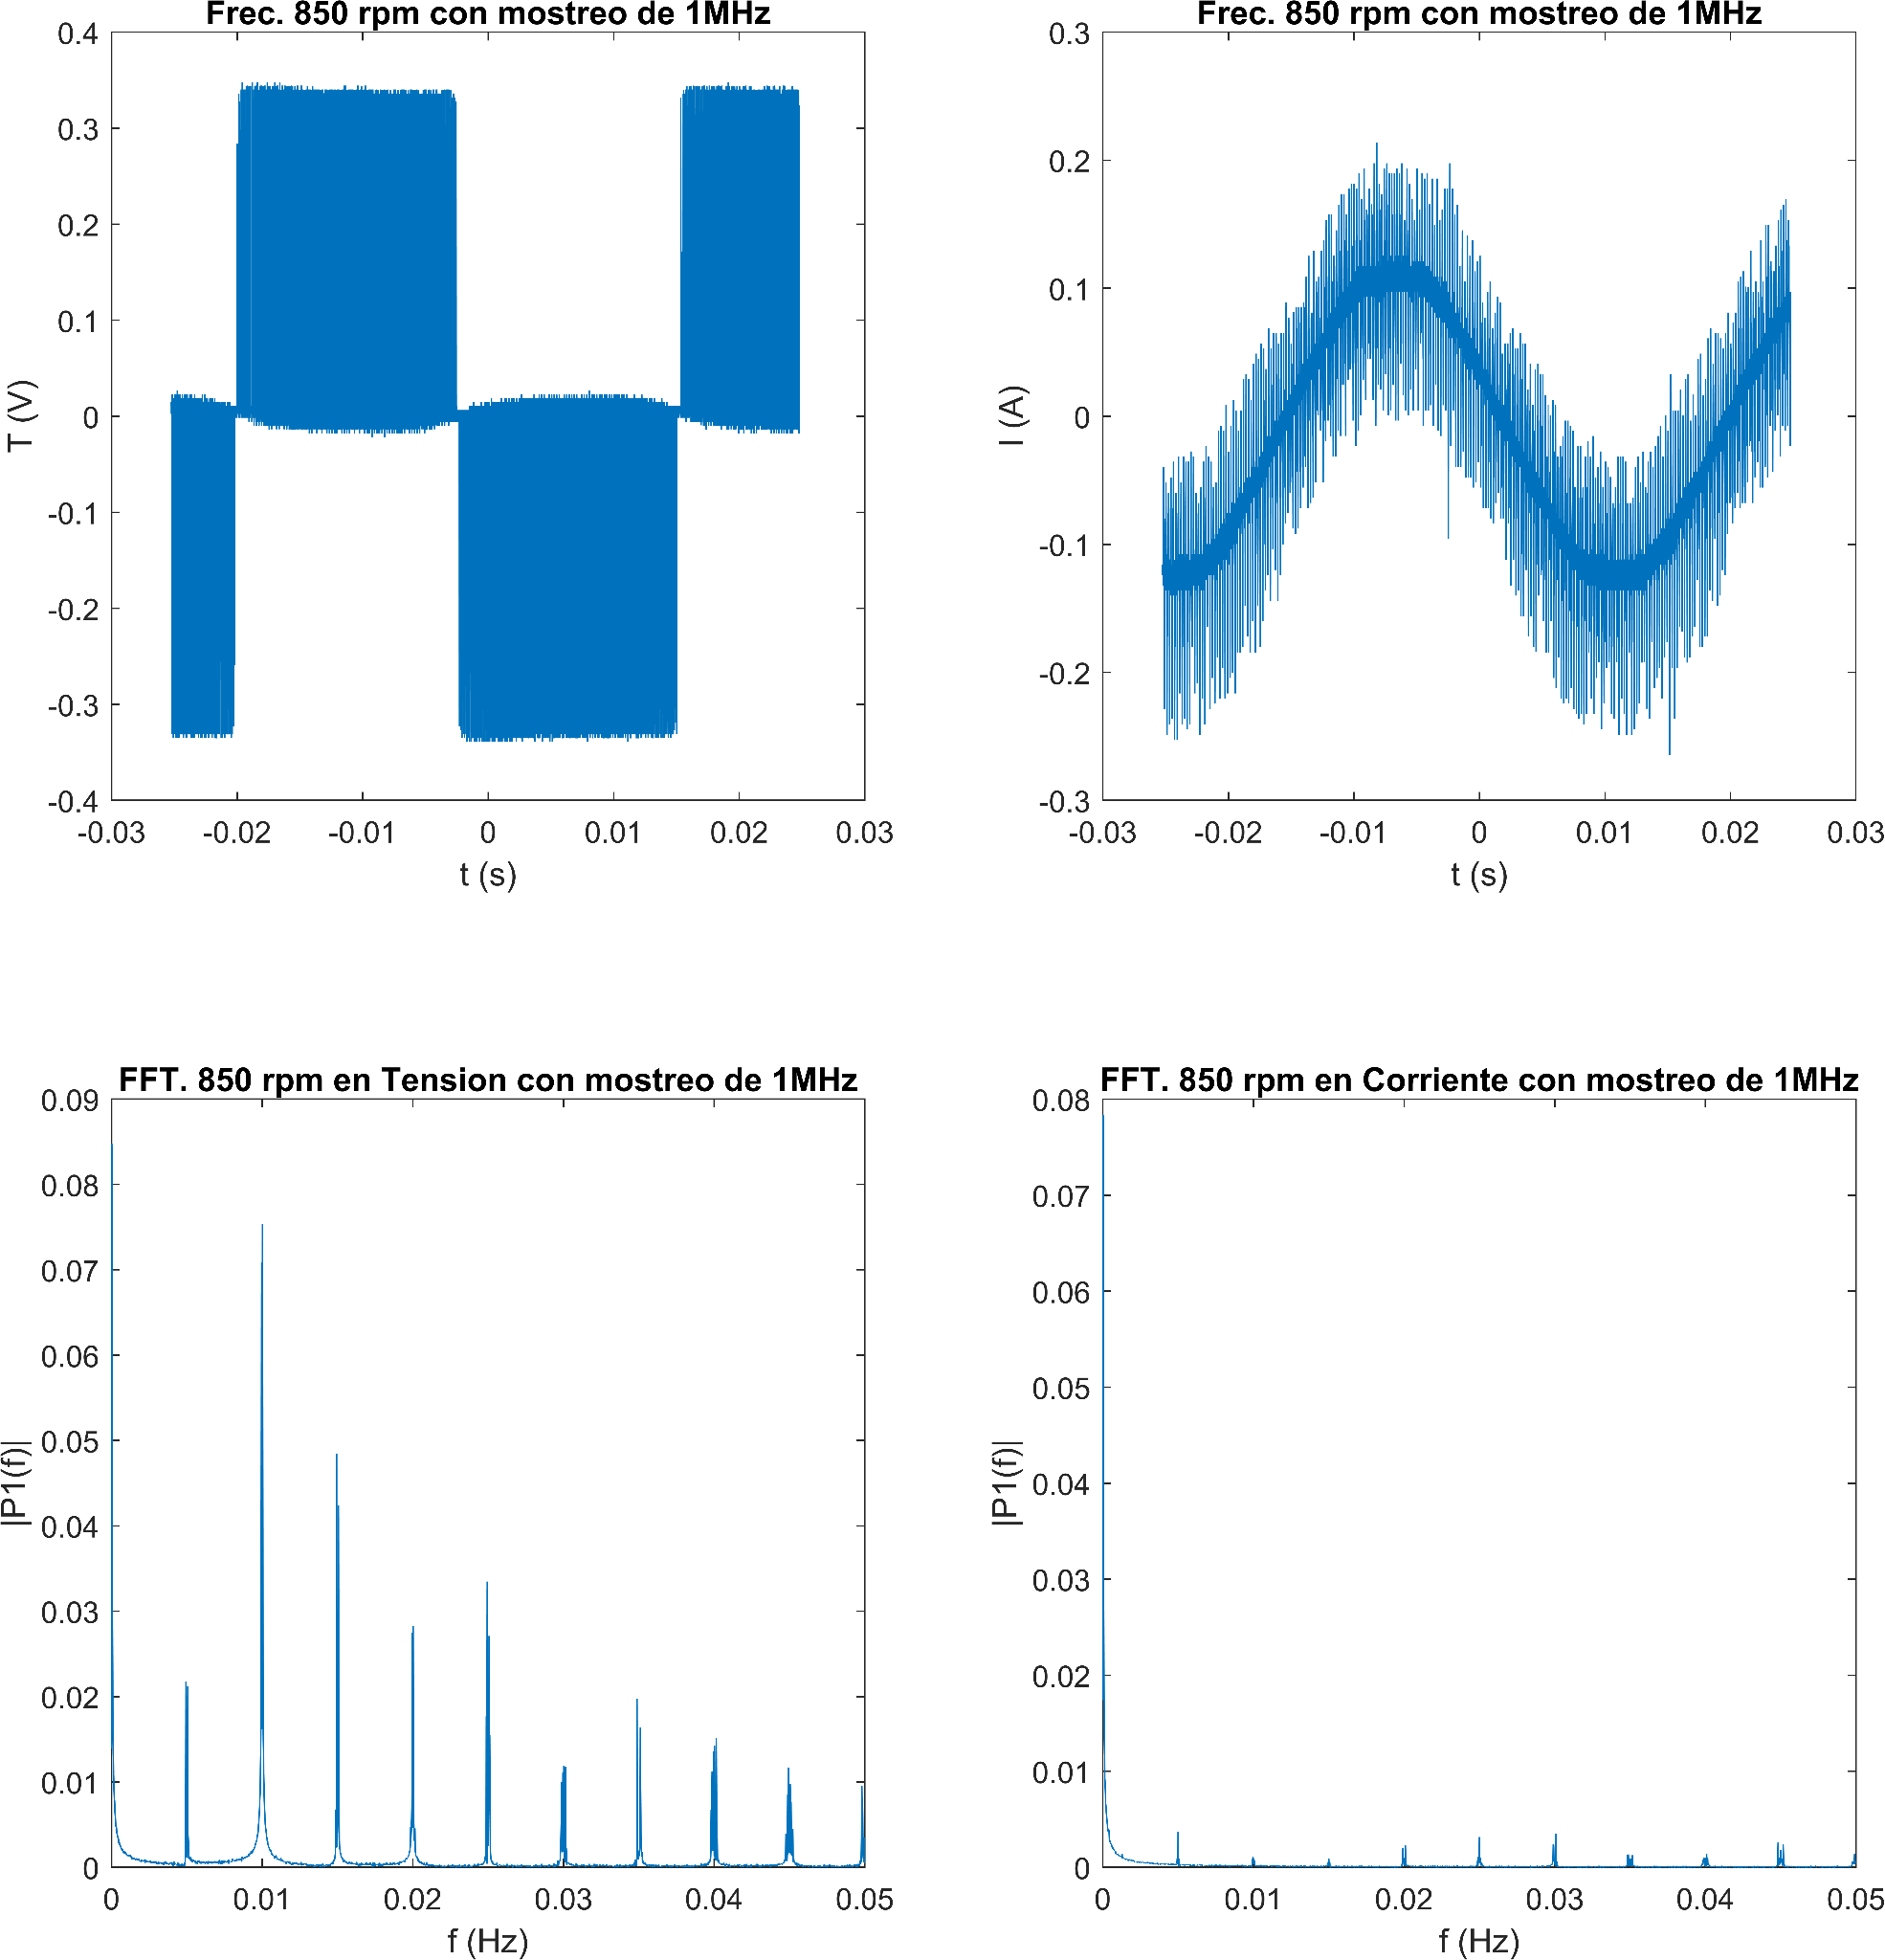 Frec. 850 rpm con mostreo de 1MHz
0.4
0.3
0.2
0.1
0
-0.1
-0.2
-0.3
-0.4
T (V)
-0.03 -0.02 -0.01 0 0.01 0.02 0.03
t (s)
Frec. 850 rpm con mostreo de 1MHz
0.3
0.2
0.1
0
-0.1
-0.2
-0.3
I (A)
-0.03 -0.02 -0.01 0 0.01 0.02 0.03
t (s)
FFT. 850 rpm en Tension con mostreo de 1MHz
0.09
0.08
0.07
0.06
0.05
0.04
0.03
0.02
0.01
0
|P1(f)|
0 0.01 0.02 0.03 0.04 0.05
f (Hz)
FFT. 850 rpm en Corriente con mostreo de 1MHz
0.08
0.07
0.06
0.05
0.04
0.03
0.02
0.01
0
|P1(f)|
0 0.01 0.02 0.03 0.04 0.05
f (Hz)